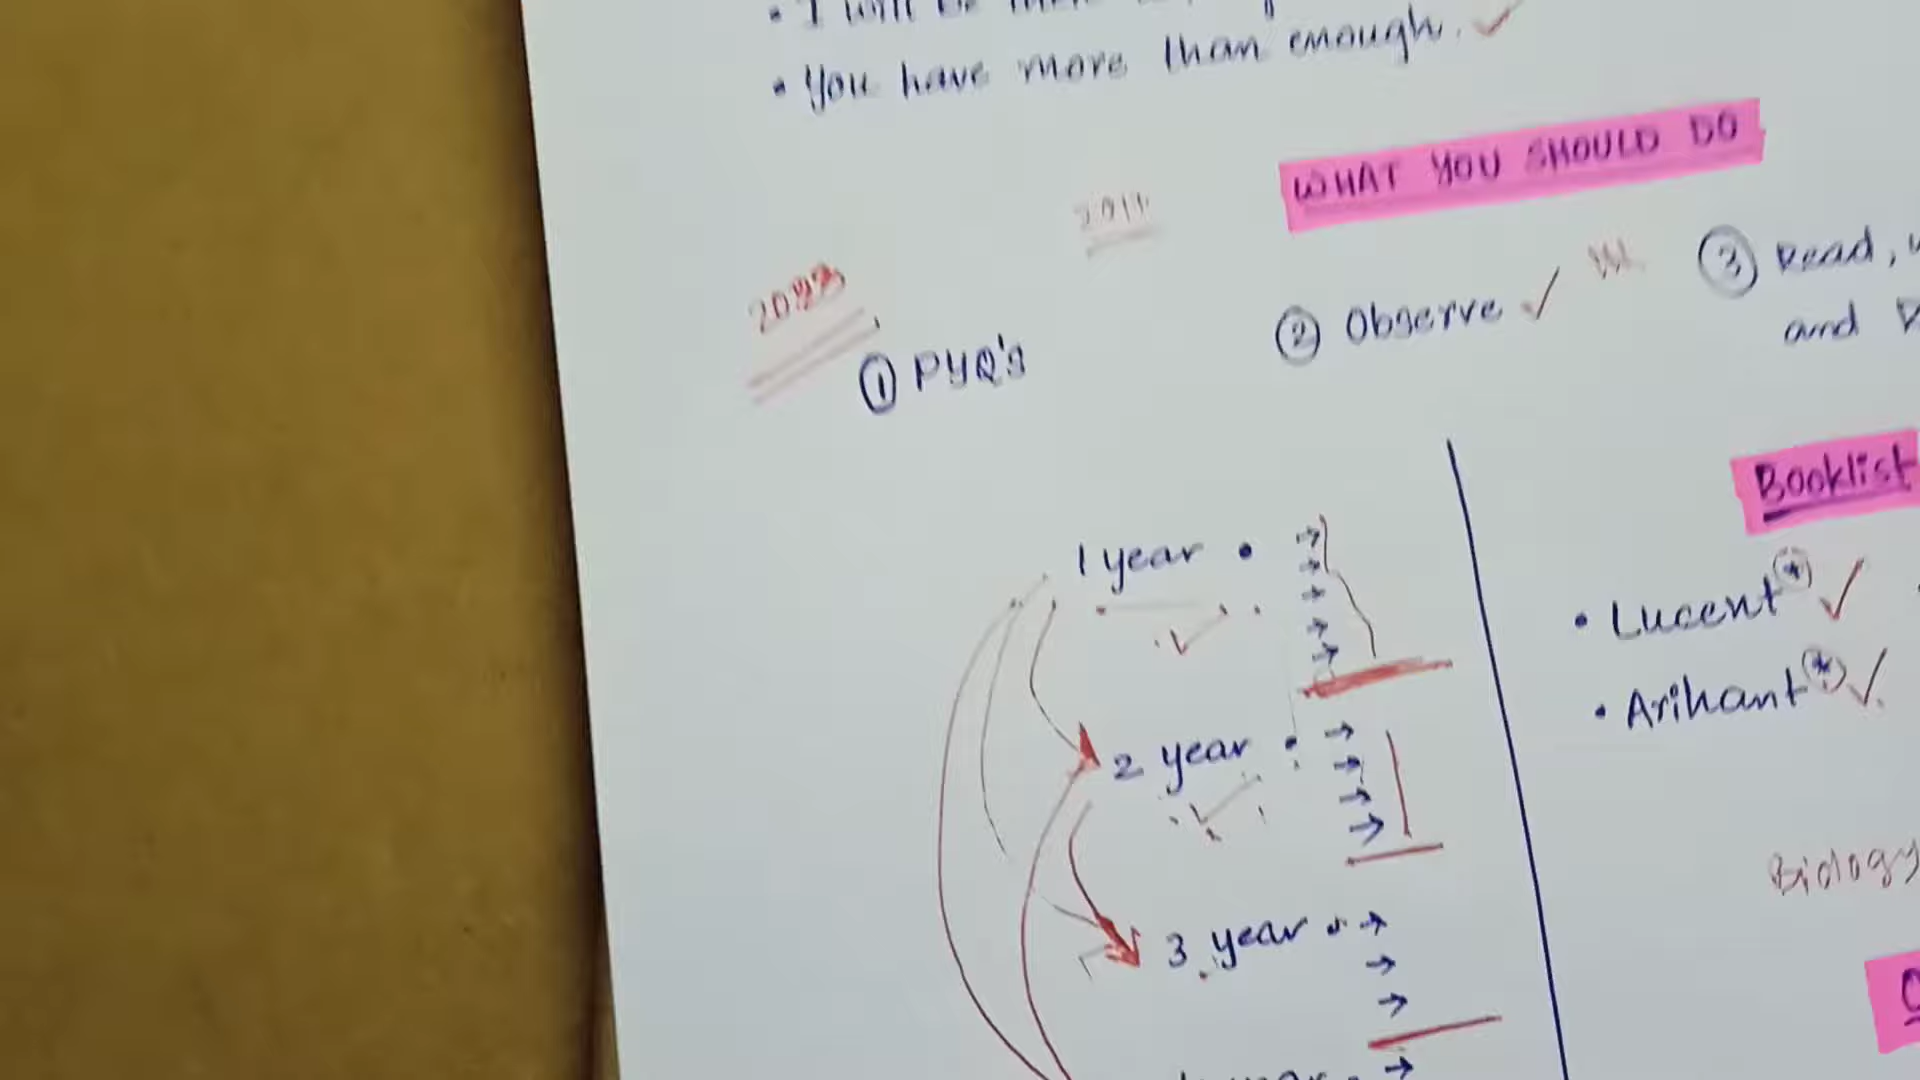 • You have more than enough.
WHAT YOU SHOULD DO
① PYQ's
② Observe ✓
③ Read,
and
1 year •
2 year •
3 year •
Booklist
• Lucent
• Arihant
Biology